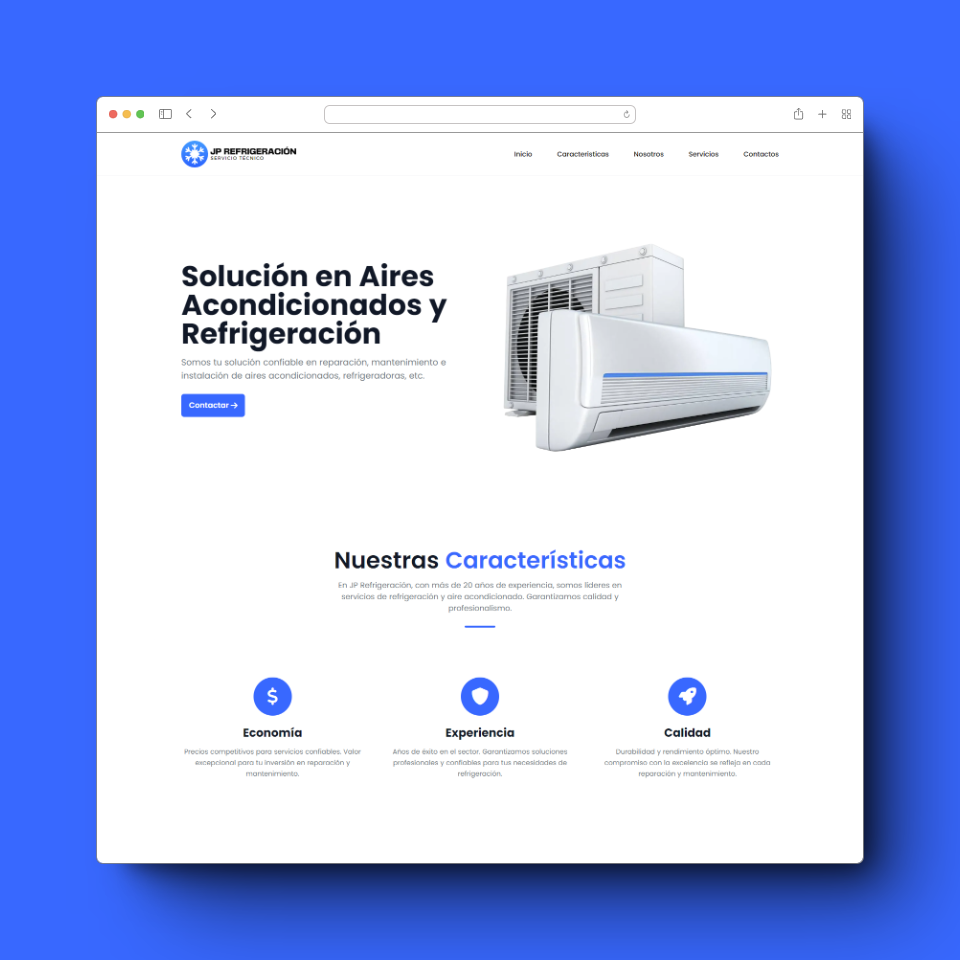 JP REFRIGERACIÓN
SERVICIO TÉCNICO
Inicio
Características
Nosotros
Servicios
Contactos
Solución en Aires
Acondicionados y
Refrigeración
Somos tu solución confiable en reparación, mantenimiento e
instalación de aires acondicionados, refrigeradoras, etc.
Contactar →
Nuestras Características
En JP Refrigeración, con más de 20 años de experiencia, somos líderes en
servicios de refrigeración y aire acondicionado. Garantizamos calidad y
profesionalismo.
Economía
Precios competitivos para servicios confiables. Valor
excepcional para tu inversión en reparación y
mantenimiento.
Experiencia
Años de éxito en el sector. Garantizamos soluciones
profesionales y confiables para tus necesidades de
refrigeración.
Calidad
Durabilidad y rendimiento óptimo. Nuestro
compromiso con la excelencia se refleja en cada
reparación y mantenimiento.